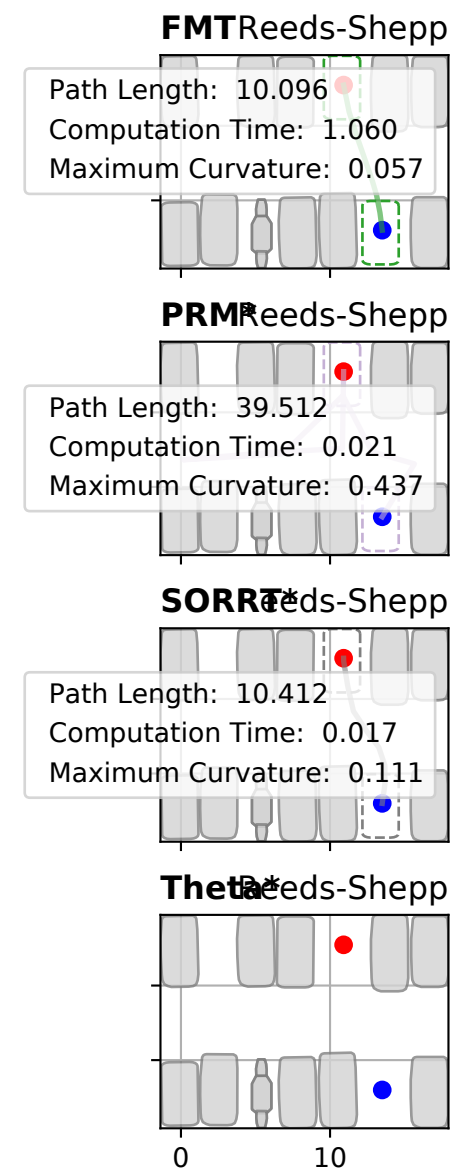 FMT Reeds-Shepp
Path Length: 10.096
Computation Time: 1.060
Maximum Curvature: 0.057
PRM* Reeds-Shepp
Path Length: 39.512
Computation Time: 0.021
Maximum Curvature: 0.437
SORRT* Reeds-Shepp
Path Length: 10.412
Computation Time: 0.017
Maximum Curvature: 0.111
Theta* Reeds-Shepp
0 10